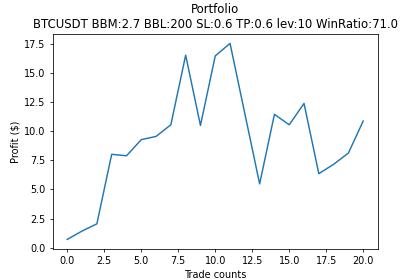 Portfolio
BTCUSDT BBM:2.7 BBL:200 SL:0.6 TP:0.6 lev:10 WinRatio:71.0
17.5
15.0
12.5
10.0
7.5
5.0
2.5
0.0
Profit ($)
0.0 2.5 5.0 7.5 10.0 12.5 15.0 17.5 20.0
Trade counts